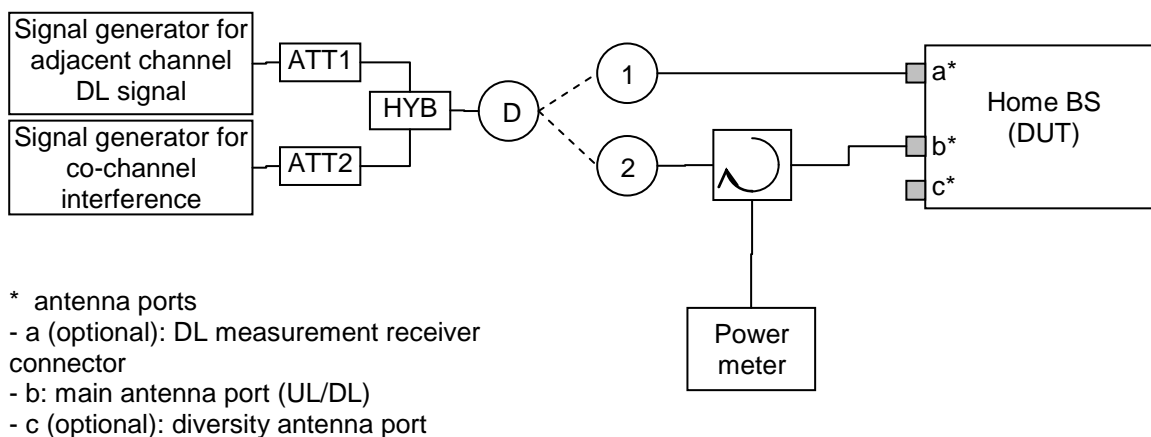 Signal generator for
adjacent channel
DL signal
ATT1
Signal generator for
co-channel
interference
ATT2
HYB
D
1
2
a*
b*
c*
Home BS
(DUT)
Power
meter
* antenna ports
- a (optional): DL measurement receiver
connector
- b: main antenna port (UL/DL)
- c (optional): diversity antenna port